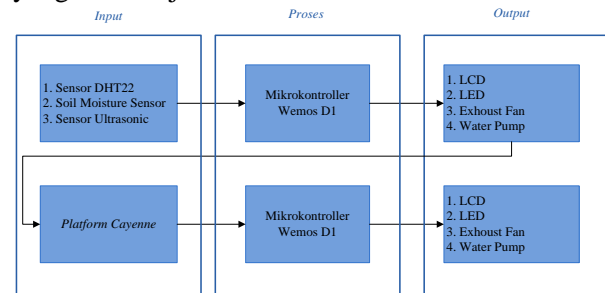 Input
Proses
Output
1. Sensor DHT22
2. Soil Moisture Sensor
3. Sensor Ultrasonic
Mikrokontroller
Wemos D1
1. LCD
2. LED
3. Exhoust Fan
4. Water Pump
Platform Cayenne
Mikrokontroller
Wemos D1
1. LCD
2. LED
3. Exhoust Fan
4. Water Pump